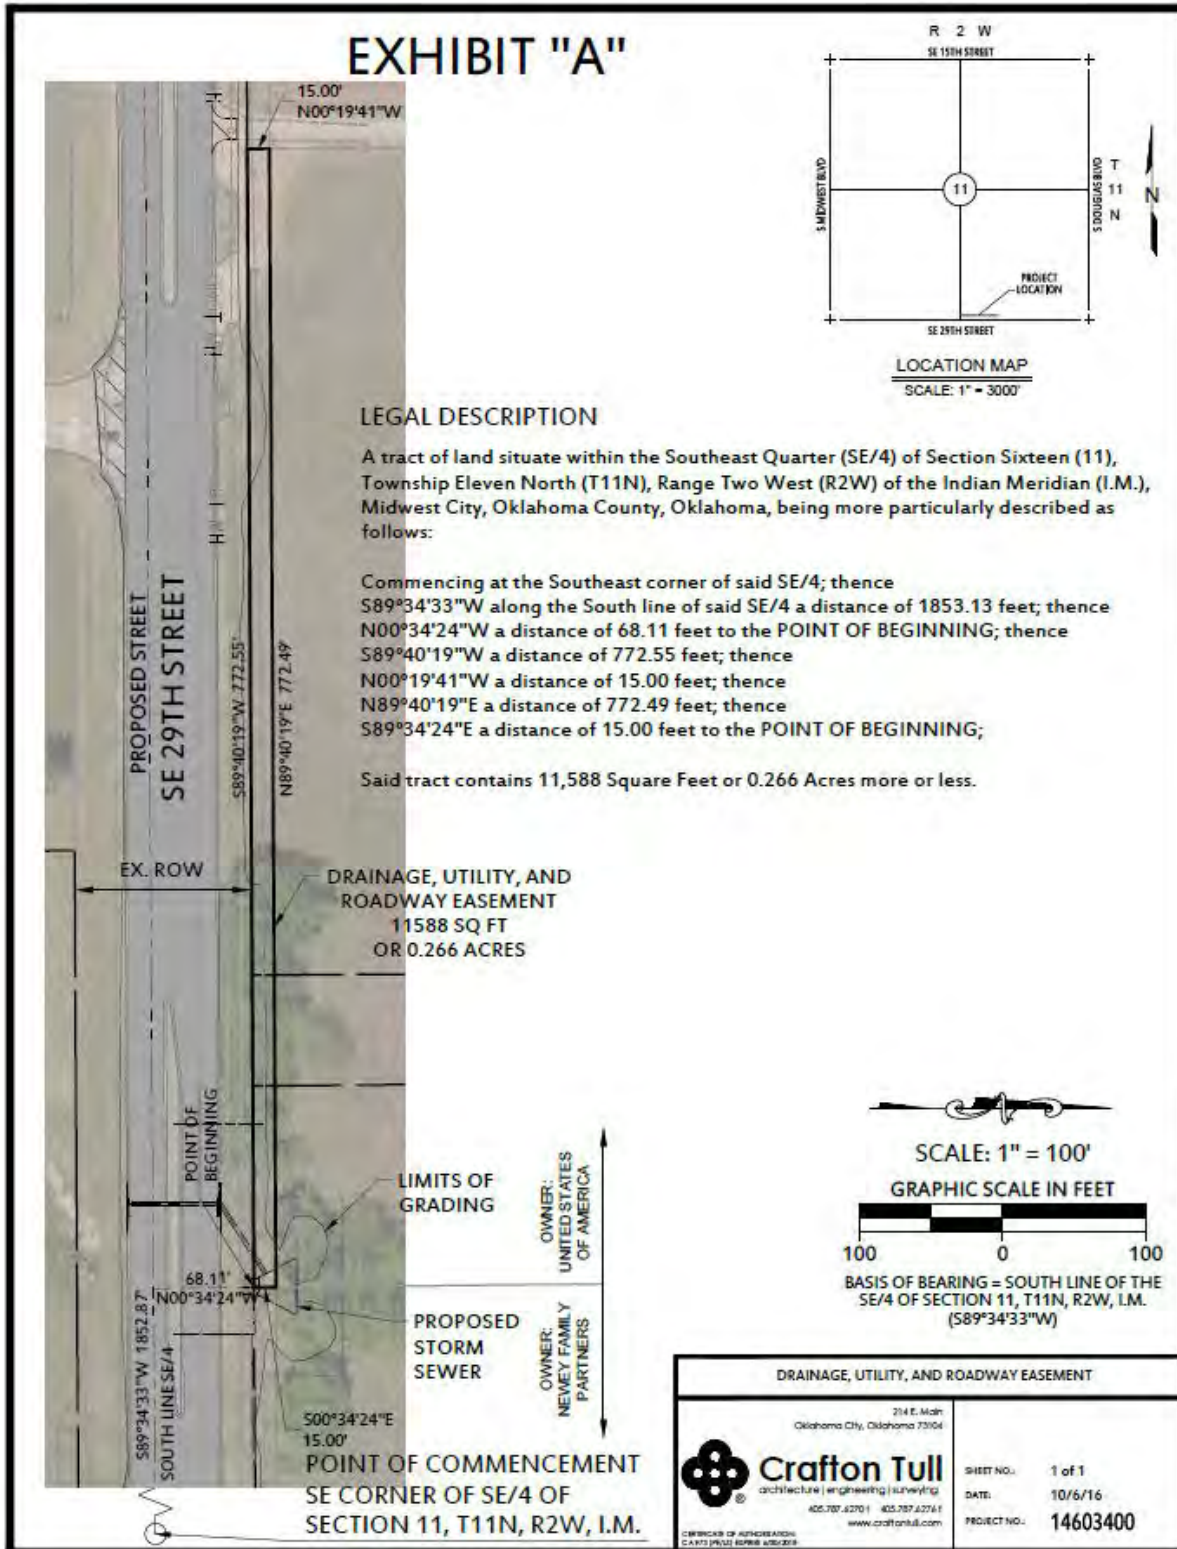 EXHIBIT "A"
15.00'
N00°19'41"W
R 2 W
SE 15TH STREET
S MIDWEST BLVD
11
S DOUGLAS BLVD
T
11
N
N
PROJECT
LOCATION
SE 29TH STREET
LOCATION MAP
SCALE: 1" = 3000'
LEGAL DESCRIPTION
A tract of land situate within the Southeast Quarter (SE/4) of Section Sixteen (11),
Township Eleven North (T11N), Range Two West (R2W) of the Indian Meridian (I.M.),
Midwest City, Oklahoma County, Oklahoma, being more particularly described as
follows:
Commencing at the Southeast corner of said SE/4; thence
S89°34'33"W along the South line of said SE/4 a distance of 1853.13 feet; thence
N00°34'24"W a distance of 68.11 feet to the POINT OF BEGINNING; thence
S89°40'19"W a distance of 772.55 feet; thence
N00°19'41"W a distance of 15.00 feet; thence
N89°40'19"E a distance of 772.49 feet; thence
S89°34'24"E a distance of 15.00 feet to the POINT OF BEGINNING;
Said tract contains 11,588 Square Feet or 0.266 Acres more or less.
PROPOSED STREET
SE 29TH STREET
S89°40'19"W 772.55'
N89°40'19"E 772.49'
EX. ROW
DRAINAGE, UTILITY, AND
ROADWAY EASEMENT
11588 SQ FT
OR 0.266 ACRES
POINT OF
BEGINNING
LIMITS OF
GRADING
OWNER:
UNITED STATES
OF AMERICA
68.11'
N00°34'24"W
PROPOSED
STORM
SEWER
OWNER:
NEWEY FAMILY
PARTNERS
S89°34'33"W 1852.87'
SOUTH LINE SE/4
S00°34'24"E
15.00'
POINT OF COMMENCEMENT
SE CORNER OF SE/4 OF
SECTION 11, T11N, R2W, I.M.
SCALE: 1" = 100'
GRAPHIC SCALE IN FEET
100 0 100
BASIS OF BEARING = SOUTH LINE OF THE
SE/4 OF SECTION 11, T11N, R2W, I.M.
(S89°34'33"W)
DRAINAGE, UTILITY, AND ROADWAY EASEMENT
214 E. Main
Oklahoma City, Oklahoma 73104
Crafton Tull
architecture | engineering | surveying
www.craftontull.com
CERTIFICATE OF AUTHORIZATION:
SHEET NO.: 1 of 1
DATE: 10/6/16
PROJECT NO.: 14603400